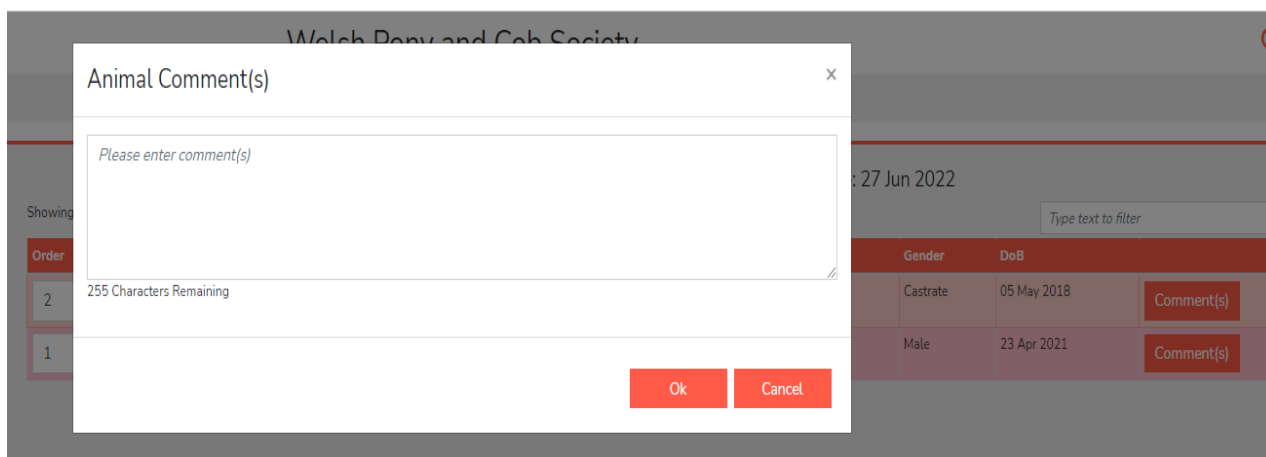 Welsh Pony and Cob Society
Animal Comment(s)
x
Please enter comment(s)
: 27 Jun 2022
Showing
Type text to filter
Order Gender DoB
255 Characters Remaining
2 Castrate 05 May 2018 Comment(s)
1 Male 23 Apr 2021 Comment(s)
Ok Cancel